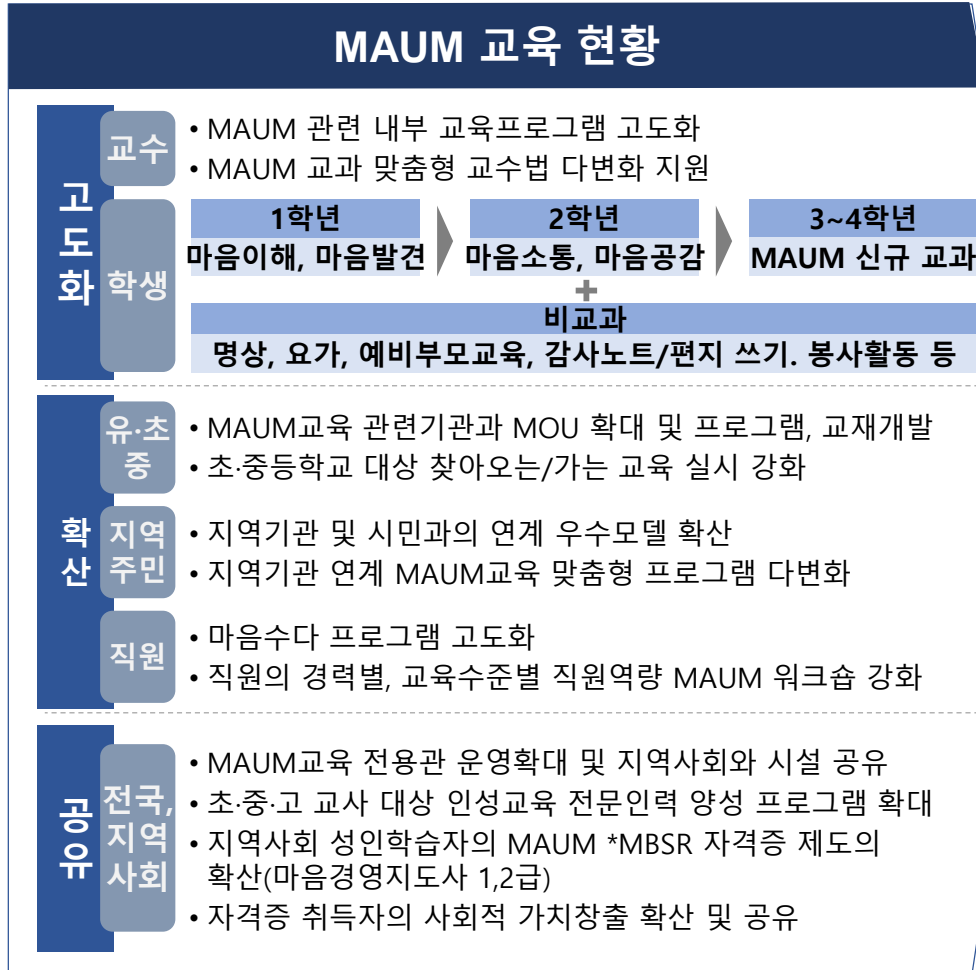 MAUM 교육 현황
고도화
교수
• MAUM 관련 내부 교육프로그램 고도화
• MAUM 교과 맞춤형 교수법 다변화 지원
학생
1학년
마음이해, 마음발견
2학년
마음소통, 마음공감
3~4학년
MAUM 신규 교과
+
비교과
명상, 요가, 예비부모교육, 감사노트/편지 쓰기. 봉사활동 등
확산
유·초
중
• MAUM교육 관련기관과 MOU 확대 및 프로그램, 교재개발
• 초·중등학교 대상 찾아오는/가는 교육 실시 강화
지역
주민
• 지역기관 및 시민과의 연계 우수모델 확산
• 지역기관 연계 MAUM교육 맞춤형 프로그램 다변화
직원
• 마음수다 프로그램 고도화
• 직원의 경력별, 교육수준별 직원역량 MAUM 워크숍 강화
공유
전국,
지역
사회
• MAUM교육 전용관 운영확대 및 지역사회와 시설 공유
• 초·중·고 교사 대상 인성교육 전문인력 양성 프로그램 확대
• 지역사회 성인학습자의 MAUM *MBSR 자격증 제도의
확산(마음경영지도사 1,2급)
• 자격증 취득자의 사회적 가치창출 확산 및 공유